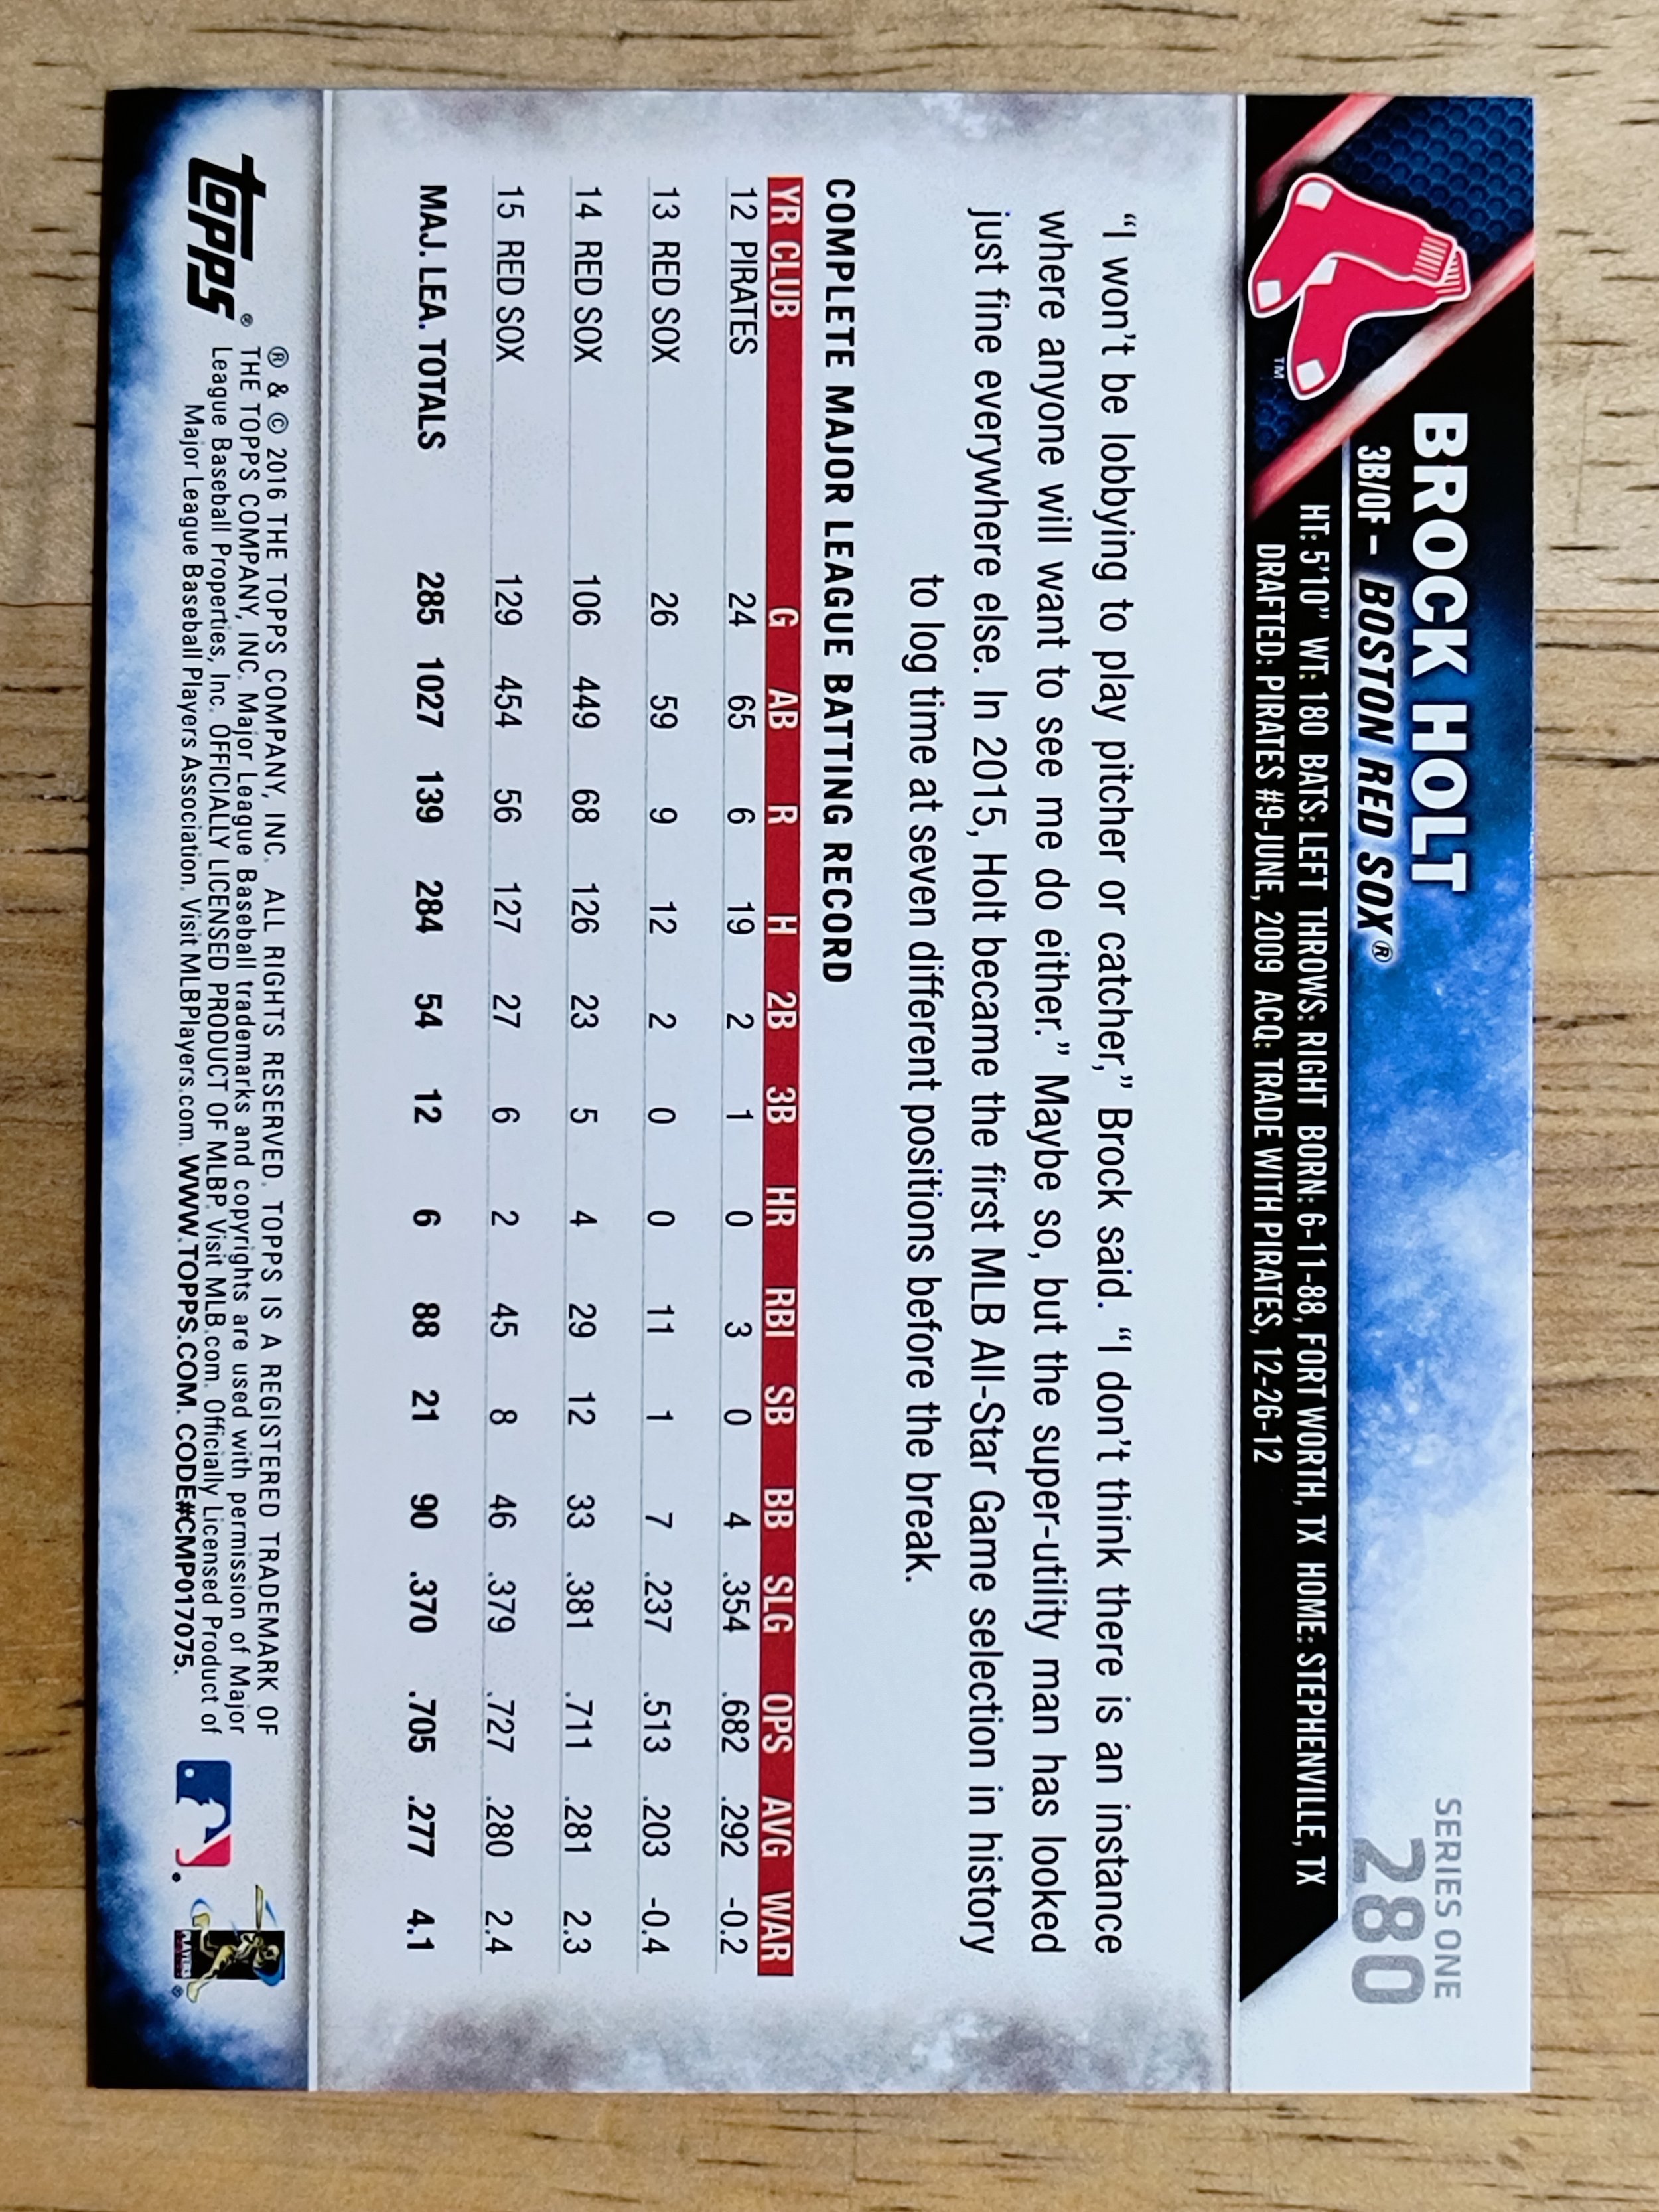 BROCK HOLT
SERIES ONE
280
3B/OF – BOSTON RED SOX®
HT: 5'10" WT: 180 BATS: LEFT THROWS: RIGHT BORN: 6-11-88, FORT WORTH, TX HOME: STEPHENVILLE, TX
DRAFTED: PIRATES #9-JUNE, 2009 ACQ: TRADE WITH PIRATES, 12-26-12
TM
“I won’t be lobbying to play pitcher or catcher,” Brock said. “I don’t think there is an instance
where anyone will want to see me do either.” Maybe so, but the super-utility man has looked
just fine everywhere else. In 2015, Holt became the first MLB All-Star Game selection in history
to log time at seven different positions before the break.
COMPLETE MAJOR LEAGUE BATTING RECORD
YR CLUB G AB R H 2B 3B HR RBI SB BB SLG OPS AVG WAR
12 PIRATES 24 65 6 19 2 1 0 3 0 4 .354 .682 .292 -0.2
13 RED SOX 26 59 9 12 2 0 0 11 1 7 .237 .513 .203 -0.4
14 RED SOX 106 449 68 126 23 5 4 29 12 33 .381 .711 .281 2.3
15 RED SOX 129 454 56 127 27 6 2 45 8 46 .379 .727 .280 2.4
MAJ. LEA. TOTALS 285 1027 139 284 54 12 6 88 21 90 .370 .705 .277 4.1
topps®
® & © 2016 THE TOPPS COMPANY, INC. ALL RIGHTS RESERVED. TOPPS IS A REGISTERED TRADEMARK OF
THE TOPPS COMPANY, INC. Major League Baseball trademarks and copyrights are used with permission of Major
League Baseball Properties, Inc. OFFICIALLY LICENSED PRODUCT OF MLBP. Visit MLB.com. Officially Licensed Product of
Major League Baseball Players Association. Visit MLBPlayers.com. WWW.TOPPS.COM. CODE#CMP017075.